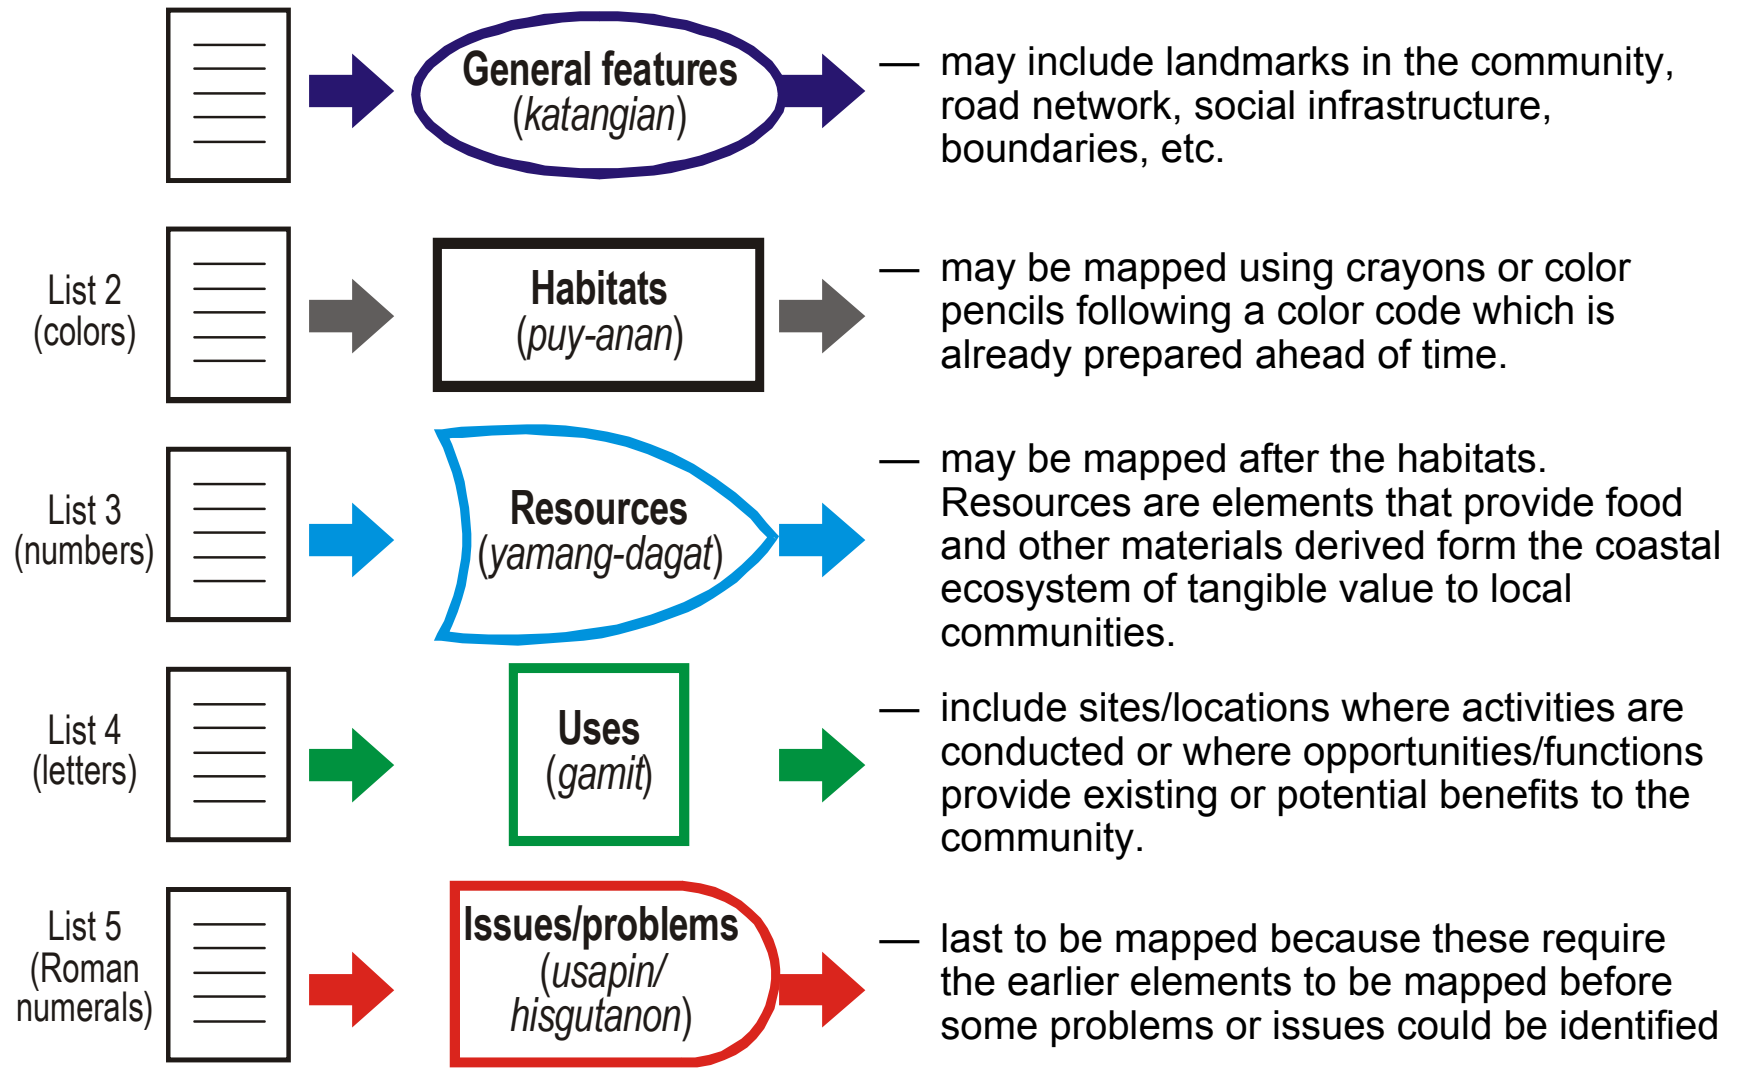 General features
(katangian)
— may include landmarks in the community,
road network, social infrastructure,
boundaries, etc.
List 2
(colors)
Habitats
(puy-anan)
— may be mapped using crayons or color
pencils following a color code which is
already prepared ahead of time.
List 3
(numbers)
Resources
(yamang-dagat)
— may be mapped after the habitats.
Resources are elements that provide food
and other materials derived form the coastal
ecosystem of tangible value to local
communities.
List 4
(letters)
Uses
(gamit)
— include sites/locations where activities are
conducted or where opportunities/functions
provide existing or potential benefits to the
community.
List 5
(Roman
numerals)
Issues/problems
(usapin/
hisgutanon)
— last to be mapped because these require
the earlier elements to be mapped before
some problems or issues could be identified